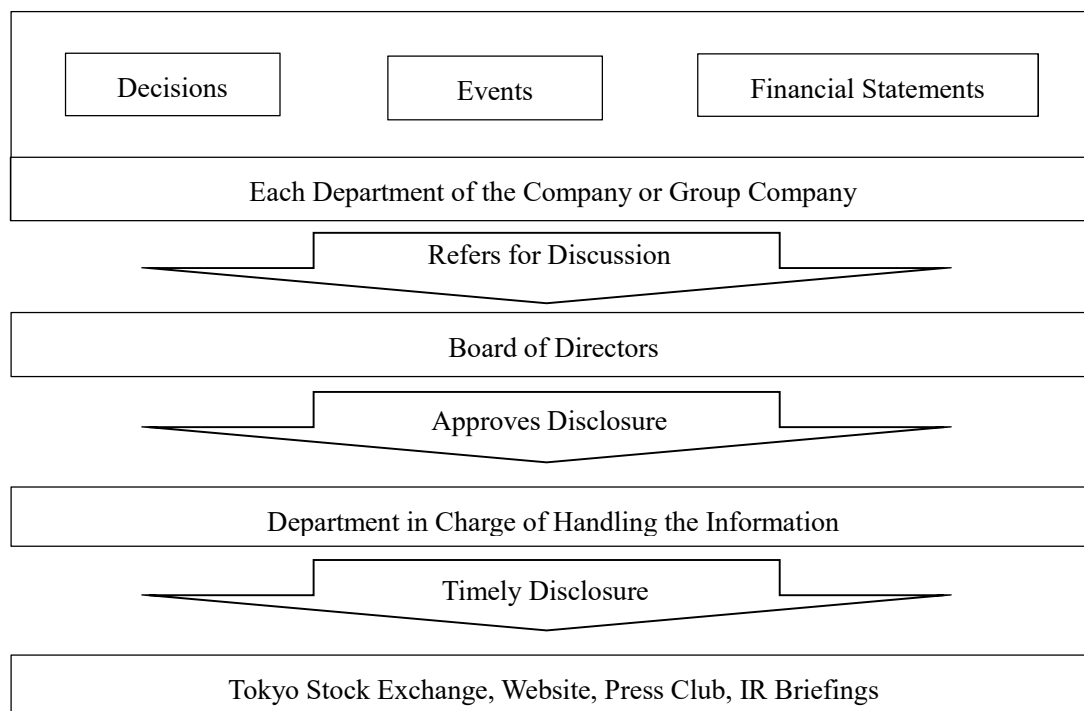 Decisions
Events
Financial Statements
Each Department of the Company or Group Company
Refers for Discussion
Board of Directors
Approves Disclosure
Department in Charge of Handling the Information
Timely Disclosure
Tokyo Stock Exchange, Website, Press Club, IR Briefings